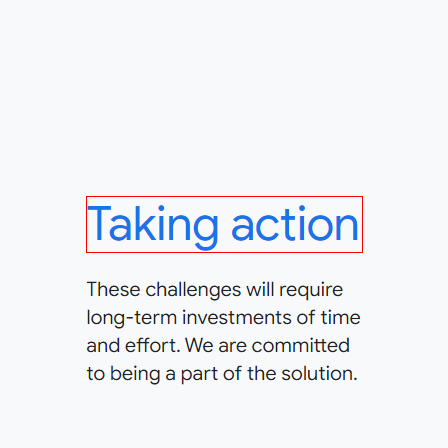 Taking action
These challenges will require
long-term investments of time
and effort. We are committed
to being a part of the solution.